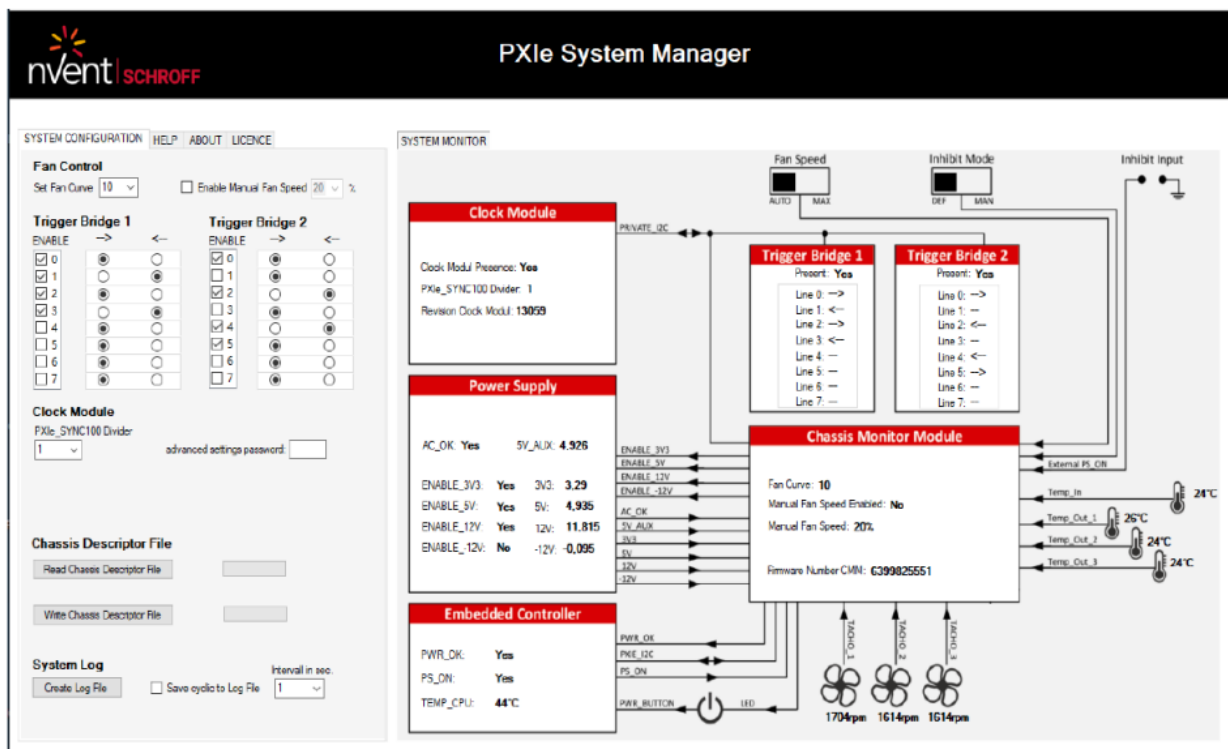 nvent SCHROFF
PXIe System Manager
SYSTEM CONFIGURATION HELP ABOUT LICENCE
Fan Control
Set Fan Curve 10 Enable Manual Fan Speed 20 %
Trigger Bridge 1 Trigger Bridge 2
ENABLE --> <-- ENABLE --> <--
0 0
1 1
2 2
3 3
4 4
5 5
6 6
7 7
Clock Module
PXIe_SYNC100 Divider
1 advanced settings password:
Chassis Descriptor File
Read Chassis Descriptor File
Write Chassis Descriptor File
System Log
Interval in sec.
Create Log File Save cyclic to Log File 1
SYSTEM MONITOR
Fan Speed Inhibit Mode Inhibit Input
AUTO MAX DEF MAN
Clock Module
Clock Modul Presence: Yes
PXIe_SYNC100 Divider: 1
Revision Clock Modul: 13059
PRIVATE_I2C
Trigger Bridge 1
Present: Yes
Line 0: -->
Line 1: <--
Line 2: -->
Line 3: <--
Line 4: --
Line 5: --
Line 6: --
Line 7: --
Trigger Bridge 2
Present: Yes
Line 0: -->
Line 1: --
Line 2: <--
Line 3: --
Line 4: <--
Line 5: -->
Line 6: --
Line 7: --
Power Supply
AC_OK: Yes 5V_AUX: 4,926
ENABLE_3V3: Yes 3V3: 3,29
ENABLE_5V: Yes 5V: 4,935
ENABLE_12V: Yes 12V: 11.815
ENABLE_-12V: No -12V: -0,095
ENABLE_3V3
ENABLE_5V
ENABLE_12V
ENABLE_-12V
AC_OK
5V_AUX
3V3
5V
12V
-12V
Chassis Monitor Module
Fan Curve: 10
Manual Fan Speed Enabled: No
Manual Fan Speed: 20%
Firmware Number CMM: 6399825551
External PS_ON
Temp_In 24°C
Temp_Out_1 26°C
Temp_Out_2 24°C
Temp_Out_3 24°C
Embedded Controller
PWR_OK: Yes
PS_ON: Yes
TEMP_CPU: 44°C
PWR_OK
PXIE_I2C
PS_ON
PWR_BUTTON LED
TACHO_1 TACHO_2 TACHO_3
1704rpm 1614rpm 1614rpm